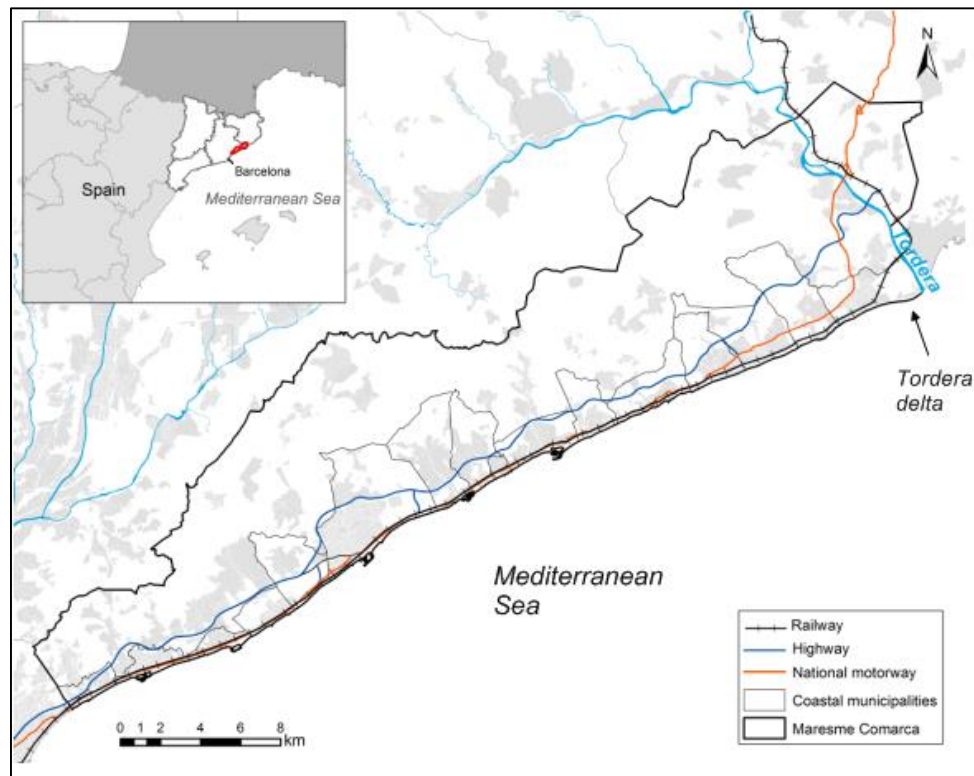 Spain
Barcelona
Mediterranean Sea
N
Tordera
Tordera
delta
Mediterranean
Sea
Railway
Highway
National motorway
Coastal municipalities
Maresme Comarca
0 1 2 4 6 8
km